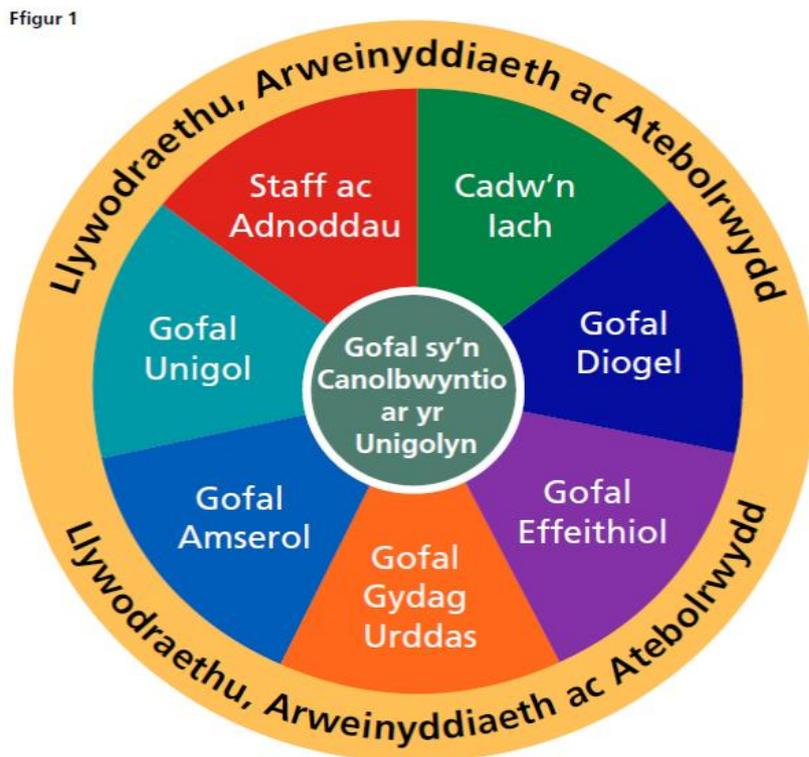 Ffigur 1
Llywodraethu, Arweinyddiaeth ac Atebolrwydd
Staff ac
Adnoddau
Cadw'n
Iach
Gofal
Unigol
Gofal
Diogel
Gofal sy'n
Canolbwyntio
ar yr
Unigolyn
Gofal
Amserol
Gofal
Effeithiol
Gofal
Gydag
Urddas
Llywodraethu, Arweinyddiaeth ac Atebolrwydd